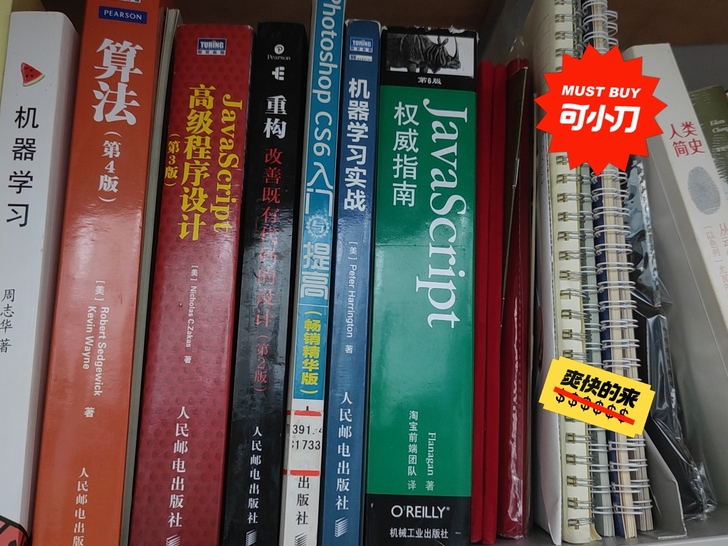 机器学习
周志华 著
PEARSON
算法
(第4版)
[美] Robert Sedgewick
Kevin Wayne
著
人民邮电出版社
TURING
JavaScript
高级程序设计
(第3版)
[美] Nicholas C.Zakas 著
人民邮电出版社
Pearson
重构
改善既有代码的设计
(第2版)
人民邮电出版社
Photoshop CS6入门与提高
(畅销精华版)
391.4
1733
出版社
TURING
机器学习实战
[美] Peter Harrington 著
人民邮电出版社
第6版
JavaScript
权威指南
Flanagan 著
淘宝前端团队 译
O'REILLY
机械工业出版社
MUST BUY
可小刀
爽快的来
$$$$$$$
人类
简史
从